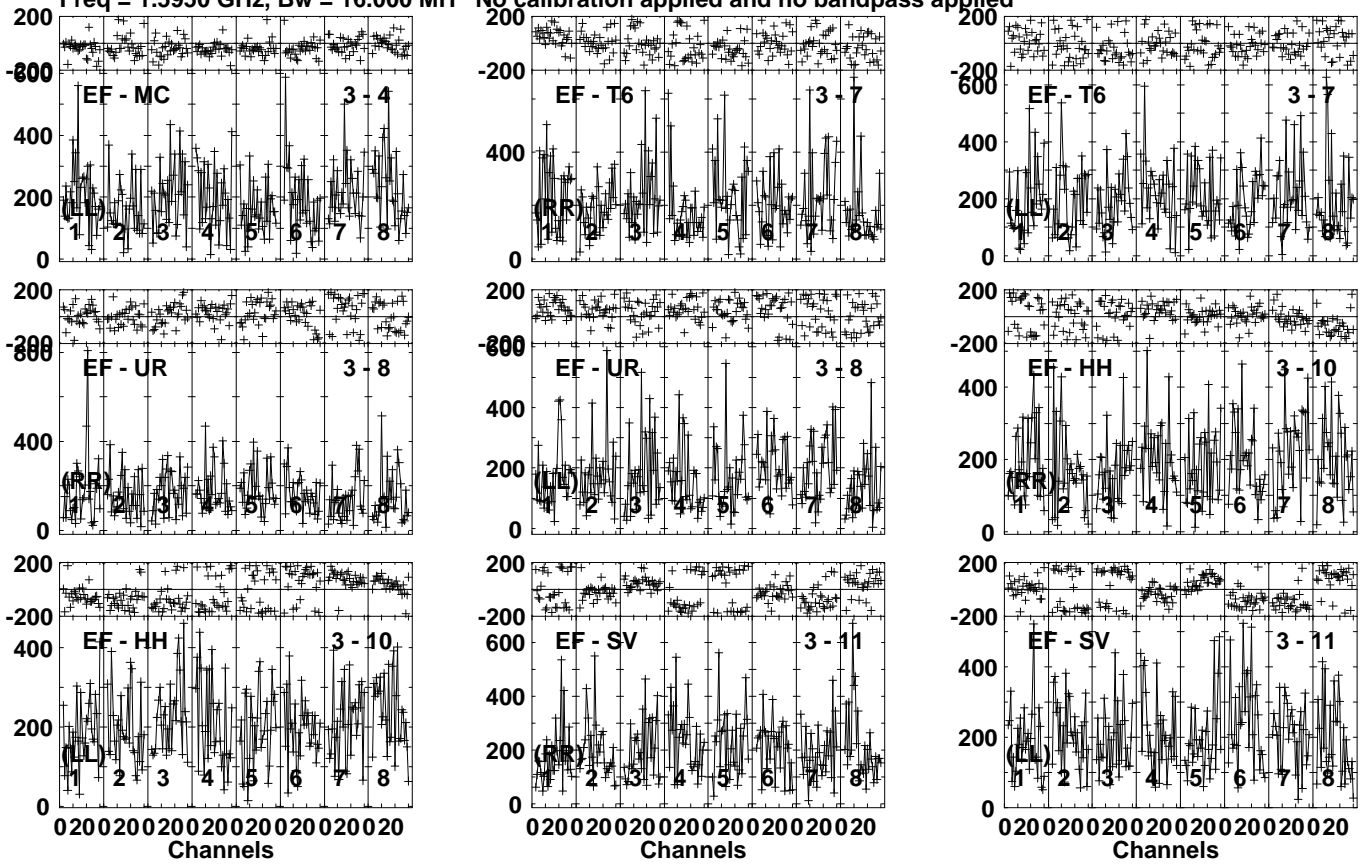 Freq = 1.5950 GHz, Bw = 16.000 MH No calibration applied and no bandpass applied
200 200 200
-200 -200 -200
600 600
EF - MC 3 - 4 EF - T6 3 - 7 EF - T6 3 - 7
400 400 400
200 200
(LL) (RR) (LL)
1 2 3 4 5 6 7 8 1 2 3 4 5 6 7 8 1 2 3 4 5 6 7 8
0 0 0
200 200 200
-200 -200 -200
800 600
EF - UR 3 - 8 EF - UR 3 - 8 EF - HH 3 - 10
400 400 400
200 200
(RR) (LL) (RR)
1 2 3 4 5 6 7 8 1 2 3 4 5 6 7 8 1 2 3 4 5 6 7 8
0 0 0
200 200 200
-200 -200 -200
EF - HH 3 - 10 EF - SV 3 - 11 EF - SV 3 - 11
400 600 400
400
200 200 200
(LL) (RR) (LL)
1 2 3 4 5 6 7 8 1 2 3 4 5 6 7 8 1 2 3 4 5 6 7 8
0 0 0
0 20 0 20 0 20 0 20 0 20 0 20 0 20 0 20 0 20 0 20 0 20 0 20 0 20 0 20 0 20 0 20 0 20 0 20 0 20 0 20 0 20 0 20 0 20 0 20
Channels Channels Channels